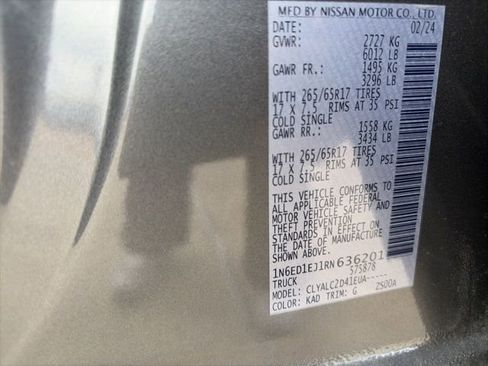 MFD BY NISSAN MOTOR CO., LTD.
DATE: 02/24
GVWR: 2727 KG
6012 LB
GAWR FR.: 1495 KG
3296 LB
WITH 265/65R17 TIRES
17 X 7.5 RIMS AT 35 PSI
COLD SINGLE
GAWR RR.: 1558 KG
3434 LB
WITH 265/65R17 TIRES
17 X 7.5 RIMS AT 35 PSI
COLD SINGLE
THIS VEHICLE CONFORMS TO
ALL APPLICABLE FEDERAL
MOTOR VEHICLE SAFETY AND
THEFT PREVENTION
STANDARDS IN EFFECT ON
THE DATE OF MANUFACTURE
SHOWN ABOVE.
1N6ED1EJ1RN636201
TRUCK 575878
MODEL: CLYALC2D41EUA-----
COLOR: KAD TRIM: G ZS00A